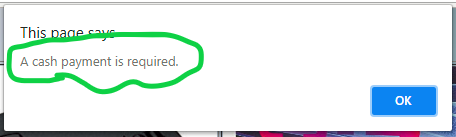 This page says
A cash payment is required.
OK